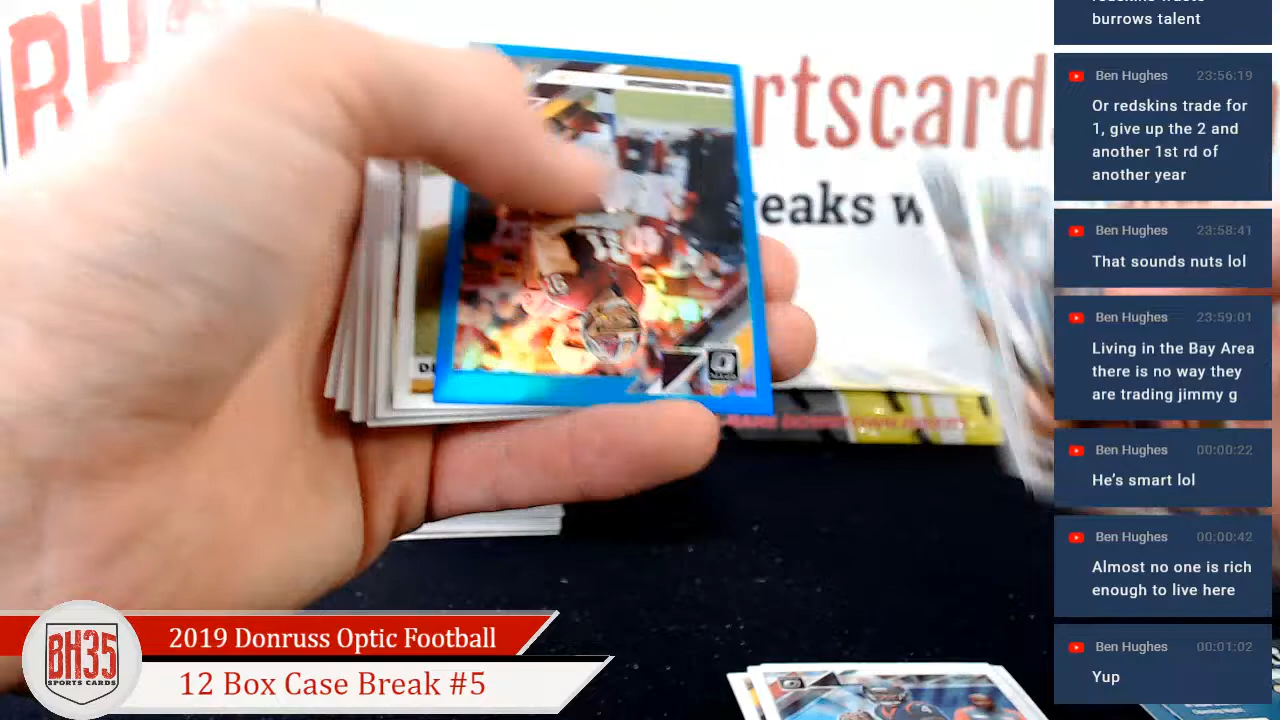 rtscards
eaks w
BH35
SPORTS CARDS
2019 Donruss Optic Football
12 Box Case Break #5
burrows talent
Ben Hughes 23:56:19
Or redskins trade for
1, give up the 2 and
another 1st rd of
another year
Ben Hughes 23:58:41
That sounds nuts lol
Ben Hughes 23:59:01
Living in the Bay Area
there is no way they
are trading jimmy g
Ben Hughes 00:00:22
He's smart lol
Ben Hughes 00:00:42
Almost no one is rich
enough to live here
Ben Hughes 00:01:02
Yup